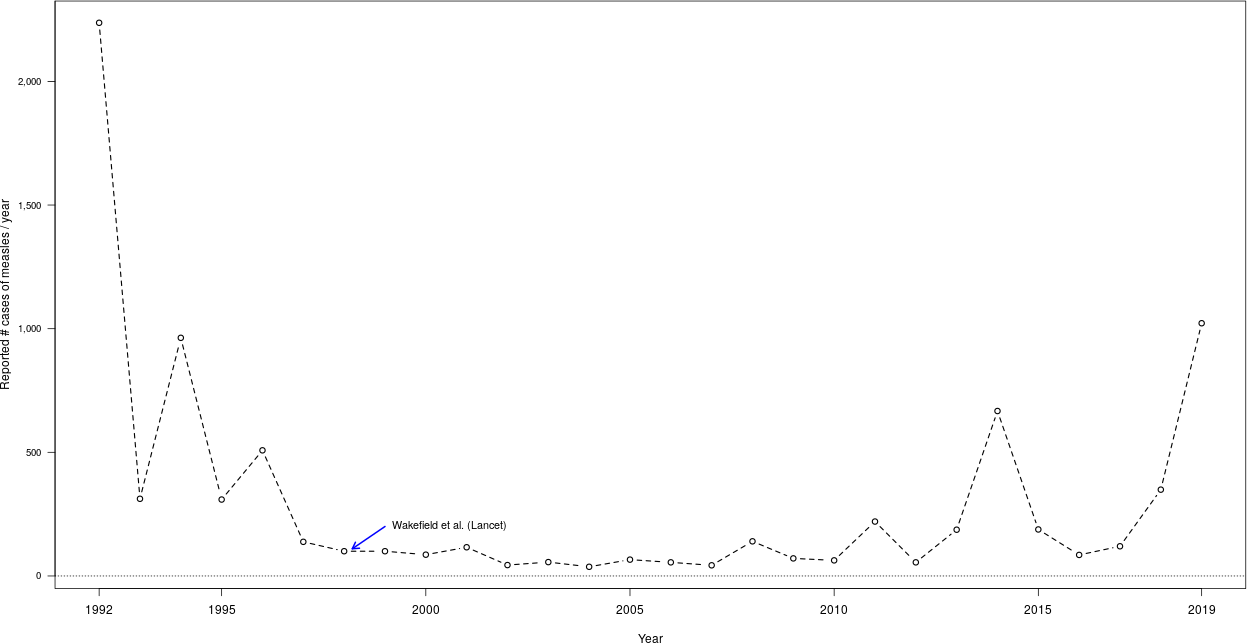 Reported # cases of measles / year
2,000
1,500
1,000
500
0
Wakefield et al. (Lancet)
1992 1995 2000 2005 2010 2015 2019
Year